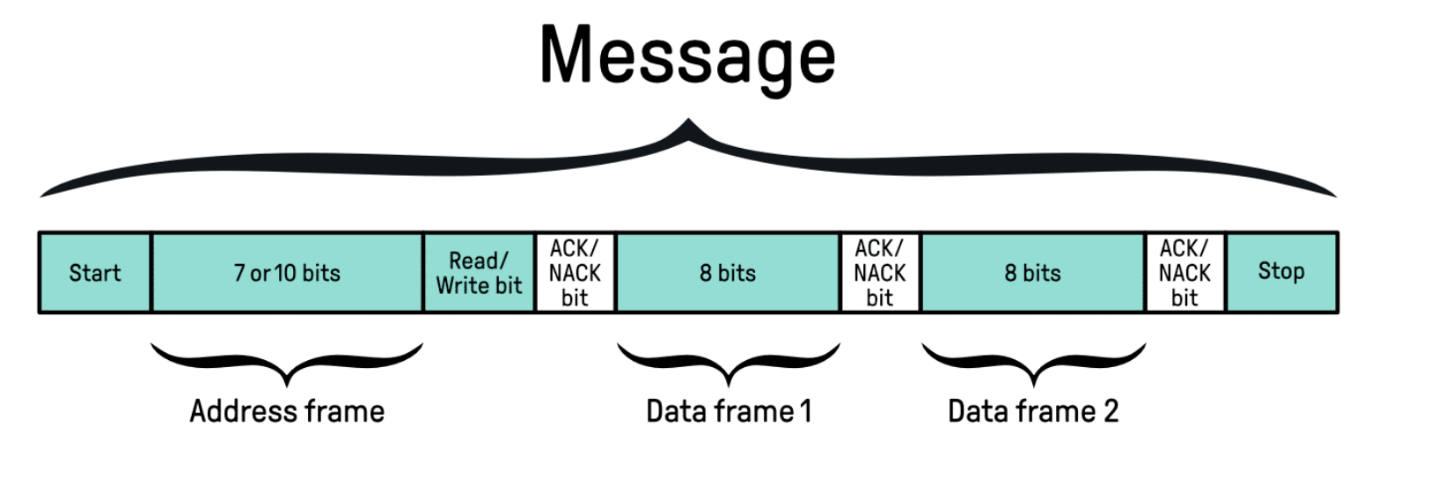 Message
Start
7 or 10 bits
Read/
Write bit
ACK/
NACK
bit
8 bits
ACK/
NACK
bit
8 bits
ACK/
NACK
bit
Stop
Address frame
Data frame 1
Data frame 2